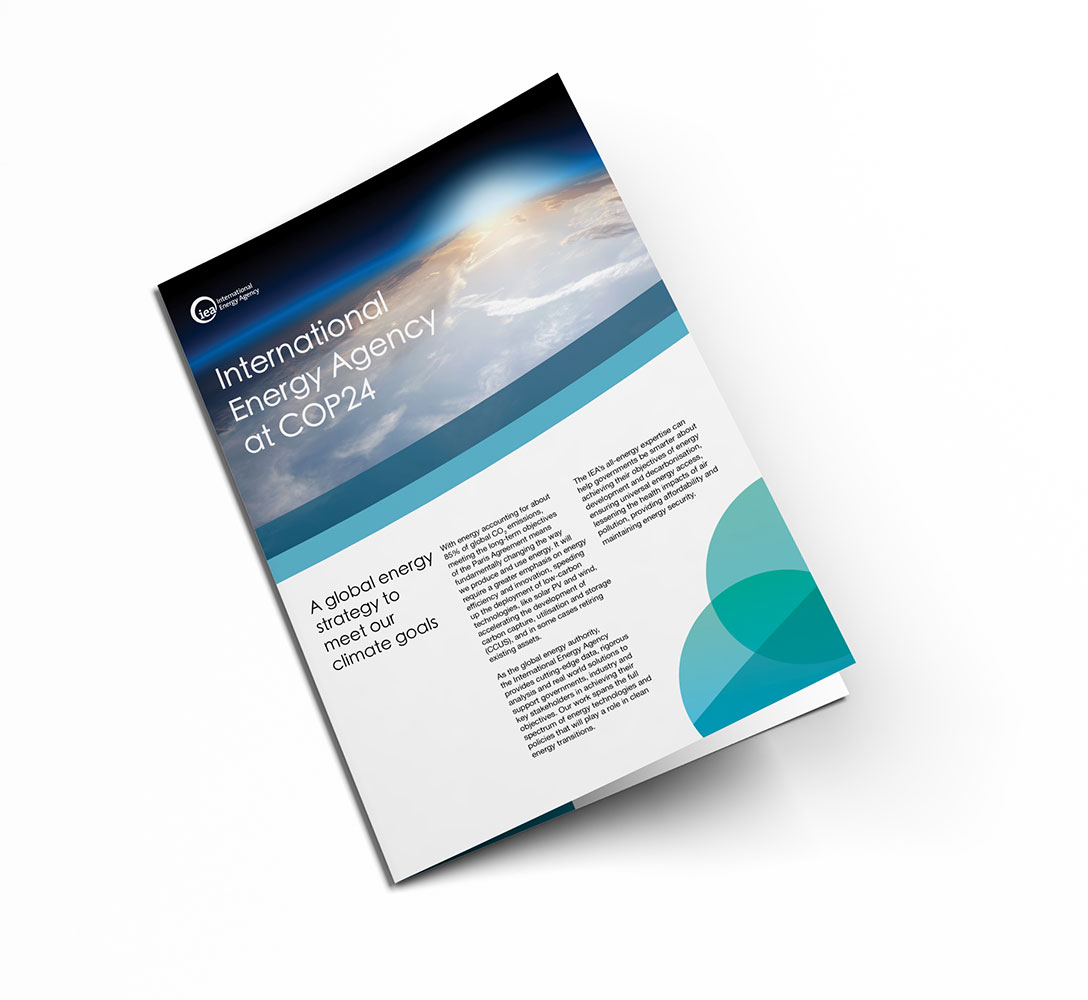 iea
International
Energy Agency
International
Energy Agency
at COP24
A global energy
strategy to
meet our
climate goals
With energy accounting for about
85% of global CO₂ emissions,
meeting the long-term objectives
of the Paris Agreement means
fundamentally changing the way
we produce and use energy. It will
require a greater emphasis on energy
efficiency and innovation, speeding
up the deployment of low-carbon
technologies, like solar PV and wind,
accelerating the development of
carbon capture, utilisation and storage
(CCUS), and in some cases retiring
existing assets.
As the global energy authority,
the International Energy Agency
provides cutting-edge data, rigorous
analysis and real world solutions to
support governments, industry and
key stakeholders in achieving their
objectives. Our work spans the full
spectrum of energy technologies and
policies that will play a role in clean
energy transitions.
The IEA's all-energy expertise can
help governments be smarter about
achieving their objectives of energy
development and decarbonisation,
ensuring universal energy access,
lessening the health impacts of air
pollution, providing affordability and
maintaining energy security.